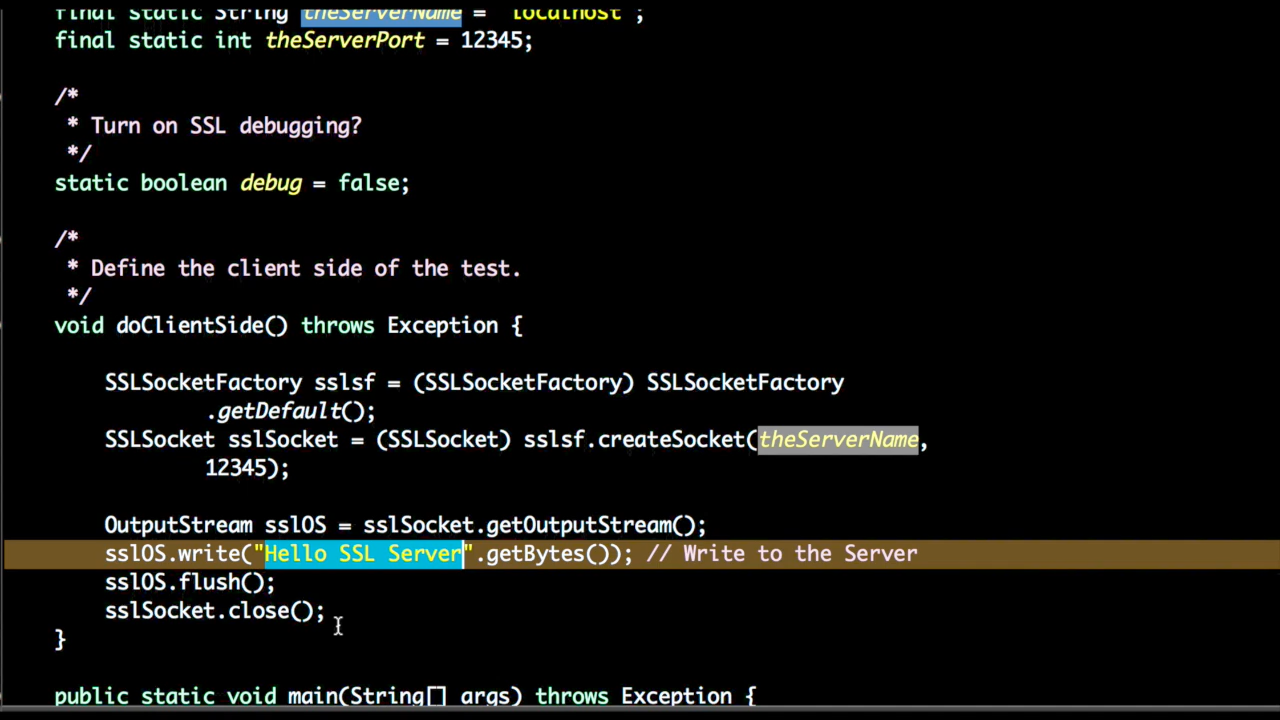 final static String theServerName = "localhost";
final static int theServerPort = 12345;
/*
* Turn on SSL debugging?
*/
static boolean debug = false;
/*
* Define the client side of the test.
*/
void doClientSide() throws Exception {
SSLSocketFactory sslsf = (SSLSocketFactory) SSLSocketFactory
.getDefault();
SSLSocket sslSocket = (SSLSocket) sslsf.createSocket(theServerName,
12345);
OutputStream sslOS = sslSocket.getOutputStream();
sslOS.write("Hello SSL Server".getBytes()); // Write to the Server
sslOS.flush();
sslSocket.close();
}
public static void main(String[] args) throws Exception {